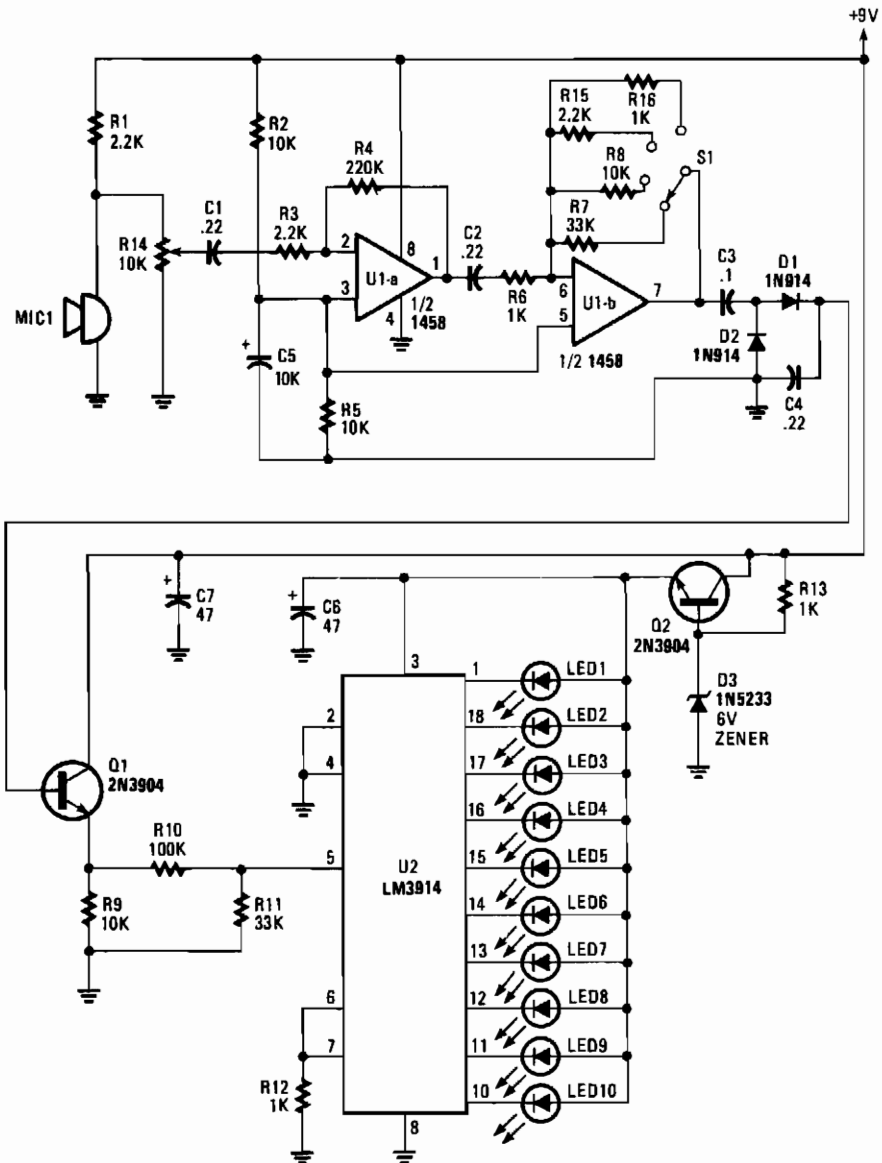 +9V
R1
2.2K
R2
10K
R4
220K
R15
2.2K
R16
1K
S1
R8
10K
R7
33K
R14
10K
C1
.22
R3
2.2K
2
8
U1-a
1
3
4
1/2
1458
C2
.22
R6
1K
6
5
U1-b
7
1/2 1458
C3
.1
D1
1N914
D2
1N914
C4
.22
MIC1
+
C5
10K
R5
10K
+
C7
47
+
C6
47
Q2
2N3904
R13
1K
D3
1N5233
6V
ZENER
3
1
LED1
2
18
LED2
4
17
LED3
16
LED4
5
15
LED5
U2
LM3914
14
LED6
13
LED7
6
12
LED8
7
11
LED9
10
LED10
8
Q1
2N3904
R10
100K
R9
10K
R11
33K
R12
1K